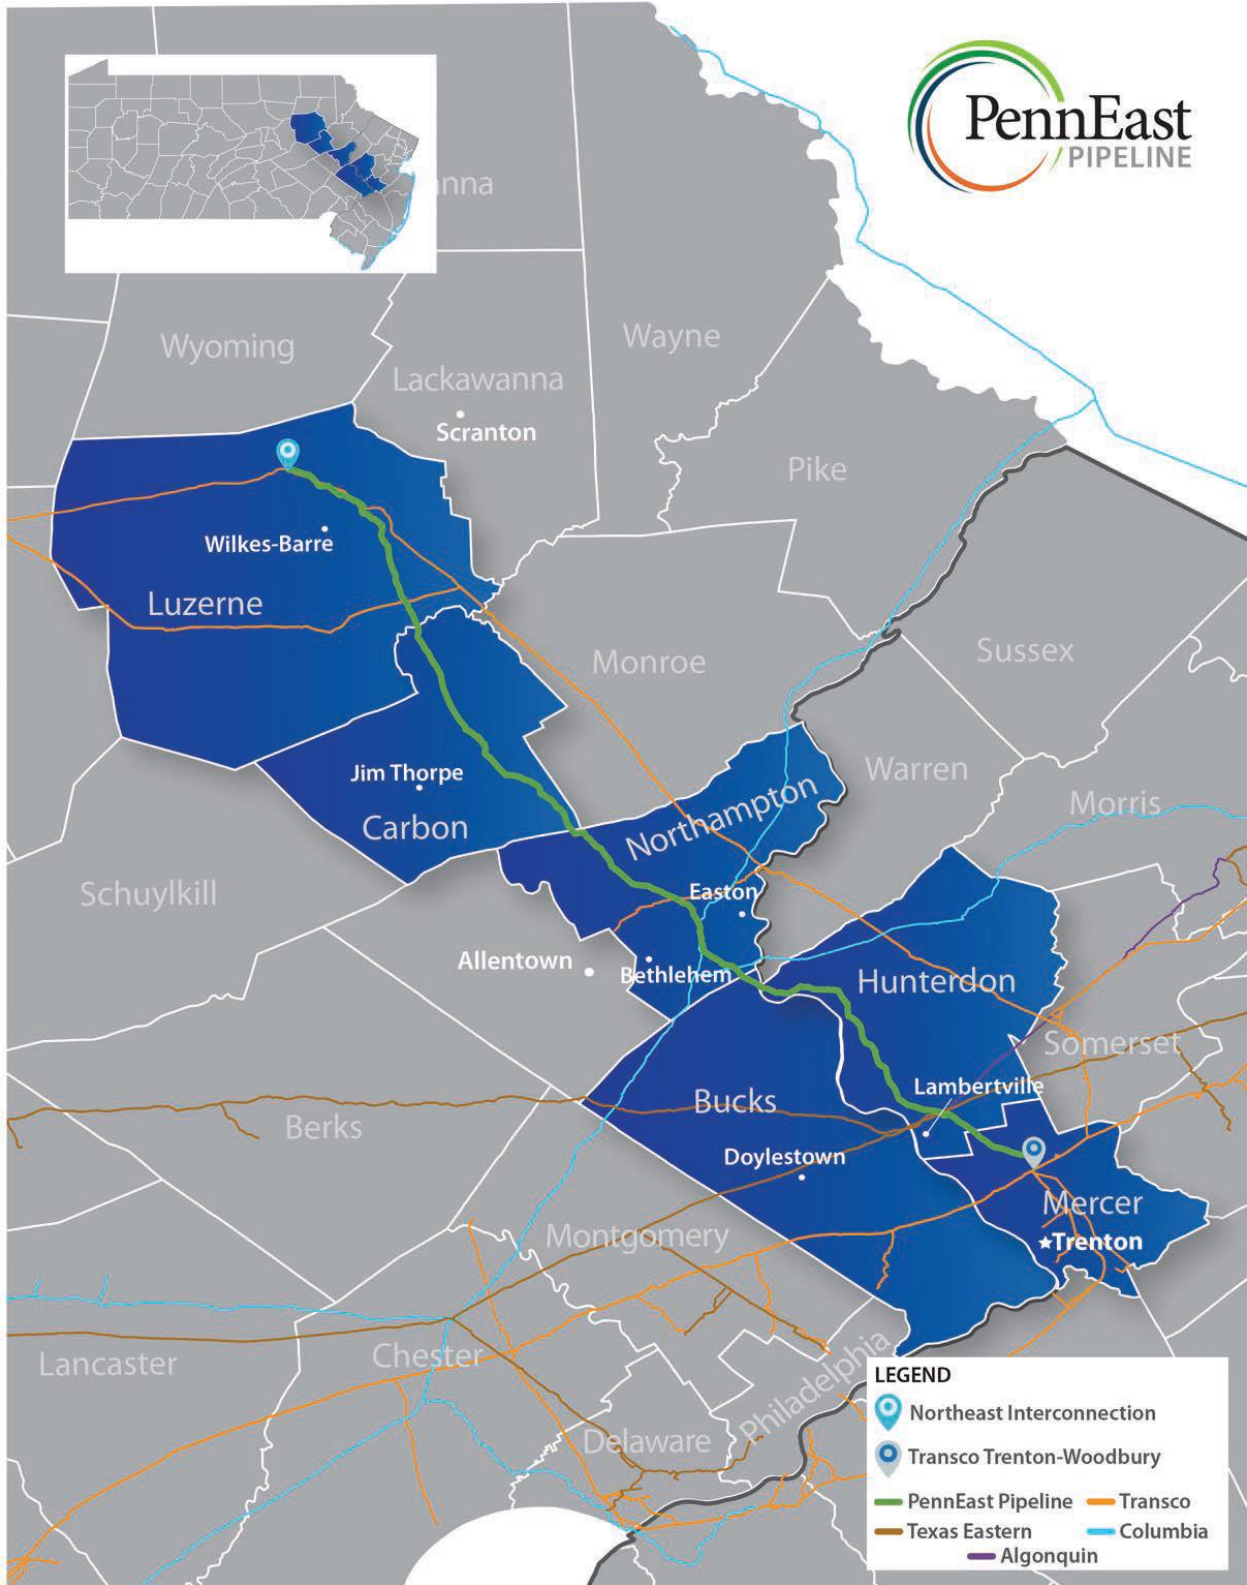 PennEast
PIPELINE
anna
Wyoming
Wayne
Lackawanna
Scranton
Pike
Wilkes-Barre
Luzerne
Monroe
Sussex
Jim Thorpe
Warren
Northampton
Morris
Carbon
Schuylkill
Easton
Allentown
Bethlehem
Hunterdon
Somerset
Lambertville
Bucks
Berks
Doylestown
Mercer
Montgomery
Trenton
Lancaster
Chester
Philadelphia
Delaware
LEGEND
Northeast Interconnection
Transco Trenton-Woodbury
PennEast Pipeline Transco
Texas Eastern Columbia
Algonquin